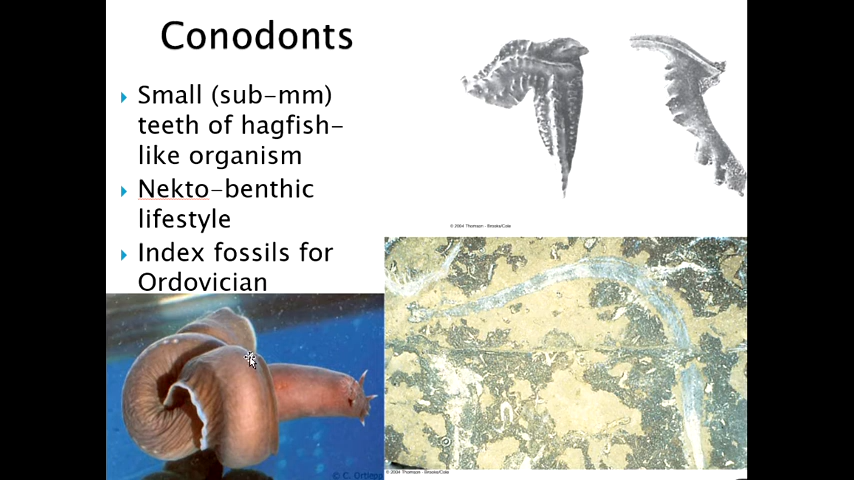 Conodonts
Small (sub-mm)
teeth of hagfish-
like organism
Nekto-benthic
lifestyle
Index fossils for
Ordovician
© 2004 Thomson - Brooks/Cole
© 2004 Thomson - Brooks/Cole
© C. Ortlepp